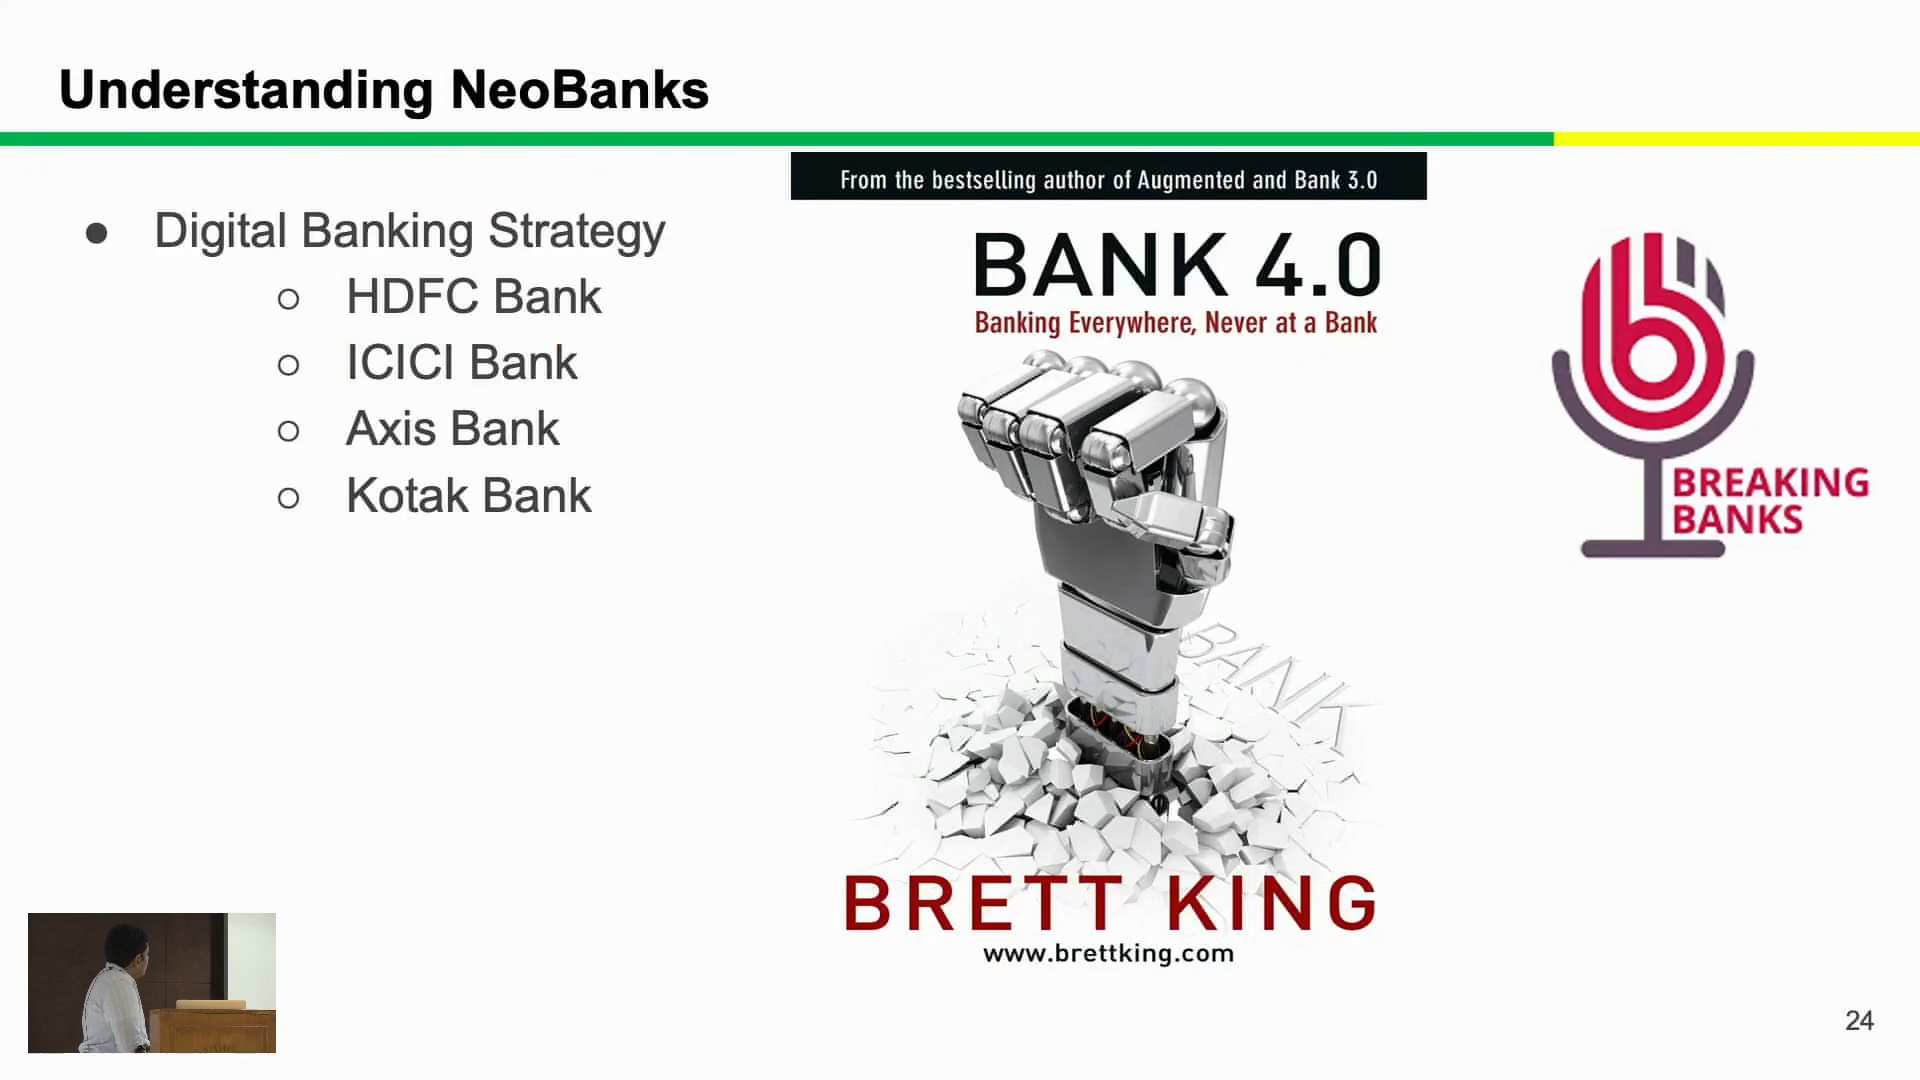 Understanding NeoBanks
● Digital Banking Strategy
○ HDFC Bank
○ ICICI Bank
○ Axis Bank
○ Kotak Bank
From the bestselling author of Augmented and Bank 3.0
BANK 4.0
Banking Everywhere, Never at a Bank
BANK
BRETT KING
www.brettking.com
BREAKING
BANKS
24